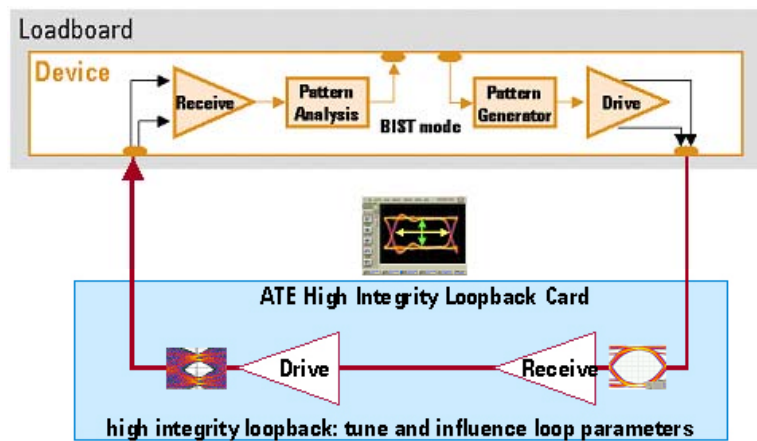 Loadboard
Device
Receive
Pattern
Analysis
BIST mode
Pattern
Generator
Drive
ATE High Integrity Loopback Card
Drive
Receive
high integrity loopback: tune and influence loop parameters